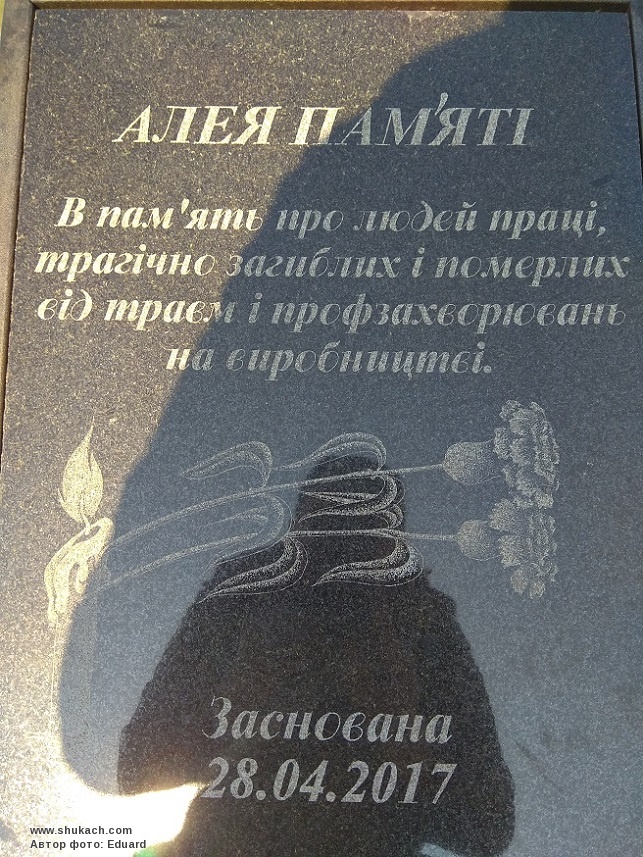 АЛЕЯ ПАМ'ЯТІ
В пам'ять про людей праці,
трагічно загиблих і померлих
від травм і профзахворювань
на виробництві.
Заснована
28.04.2017
www.shukach.com
Автор фото: Eduard